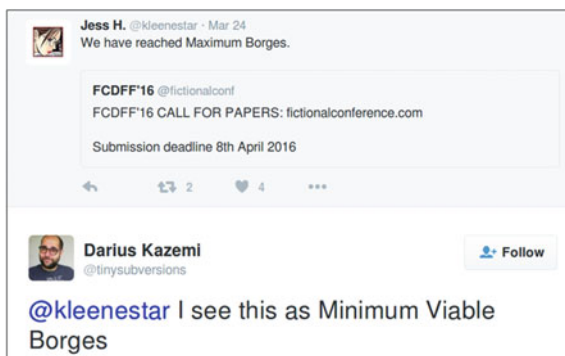 Jess H. @kleenestar · Mar 24
We have reached Maximum Borges.
FCDFF'16 @fictionalconf
FCDFF'16 CALL FOR PAPERS: fictionalconference.com
Submission deadline 8th April 2016
2 4
Darius Kazemi
@tinysubversions
Follow
@kleenestar I see this as Minimum Viable
Borges